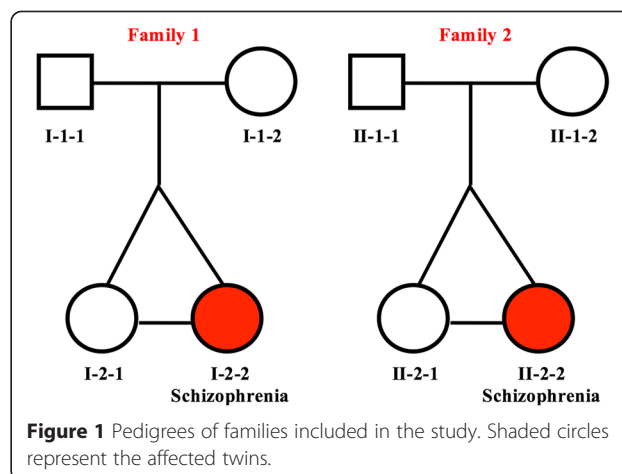 Family 1 Family 2
I-1-1 I-1-2 II-1-1 II-1-2
I-2-1 I-2-2 II-2-1 II-2-2
Schizophrenia Schizophrenia
Figure 1 Pedigrees of families included in the study. Shaded circles
represent the affected twins.